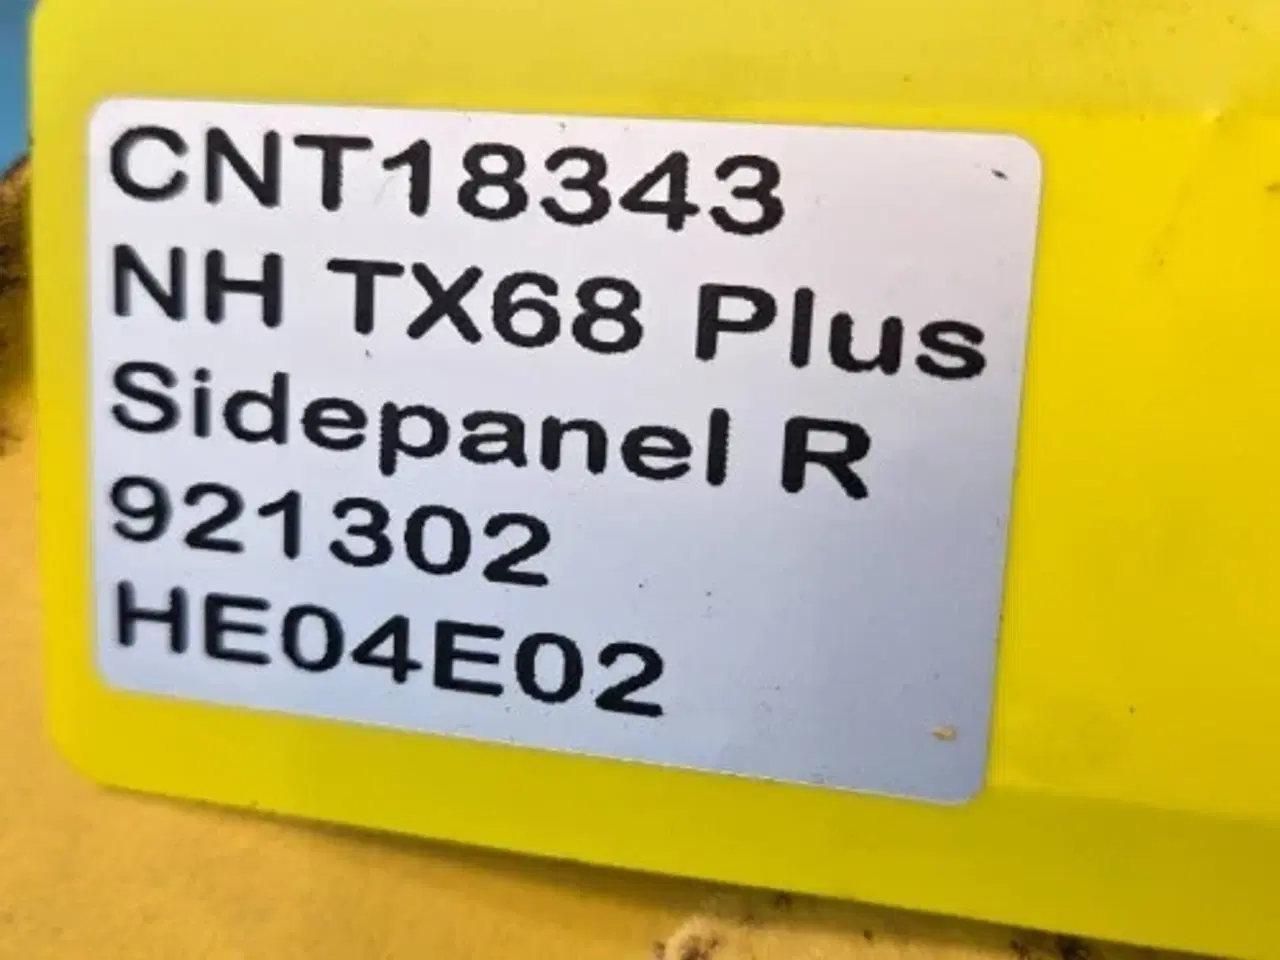 CNT18343
NH TX68 Plus
Sidepanel R
921302
HE04E02